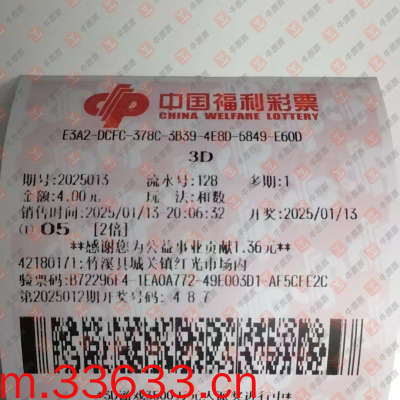 中国福利彩票
CHINA WELFARE LOTTERY
E3A2-DCFC-378C-3B39-4E8D-6849-E60D
3D
期号:2025013 流水号:128 多期:1
金额:4.00元 玩法:和数
销售时间:2025/01/13 20:06:32 开奖:2025/01/13
(1) 05 [2倍]
**感谢您为公益事业贡献1.36元**
42180171:竹溪县城关镇红光市场内
验票码:B72296F4-1EA0A772-49E003D1-AF5CFE2C
第2025012期开奖号码:4 8 7
m.33633.cn